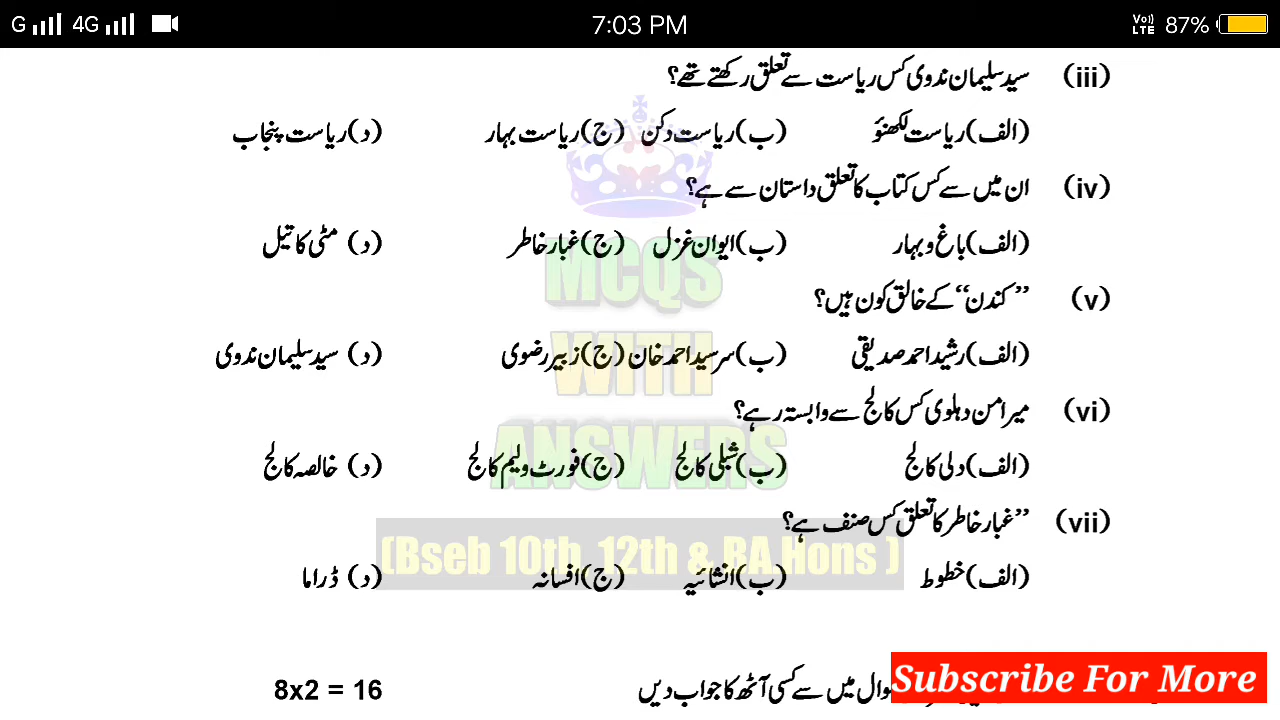 G 4G 7:03 PM Vo)) LTE 87%
(iii) سید سلیمان ندوی کس ریاست سے تعلق رکھتے تھے؟
(الف) ریاست لکھنؤ (ب) ریاست دکن (ج) ریاست بہار (د) ریاست پنجاب
(iv) ان میں سے کس کتاب کا تعلق داستان سے ہے؟
(الف) باغ و بہار (ب) ایوان غزل (ج) غبار خاطر (د) مٹی کا تیل
MCQS
(v) ’’کندن‘‘ کے خالق کون ہیں؟
(الف) رشید احمد صدیقی (ب) سر سید احمد خان (ج) زبیر رضوی (د) سید سلیمان ندوی
WITH
(vi) میر امن دہلوی کس کالج سے وابستہ رہے؟
(الف) دلی کالج (ب) شبلی کالج (ج) فورٹ ولیم کالج (د) خالصہ کالج
ANSWERS
(vii) ’’غبار خاطر کا تعلق کس صنف ہے؟
(Bseb 10th, 12th & BA Hons )
(الف) خطوط (ب) انشائیہ (ج) افسانہ (د) ڈراما
وال میں سے کسی آٹھ کا جواب دیں 8x2 = 16
Subscribe For More